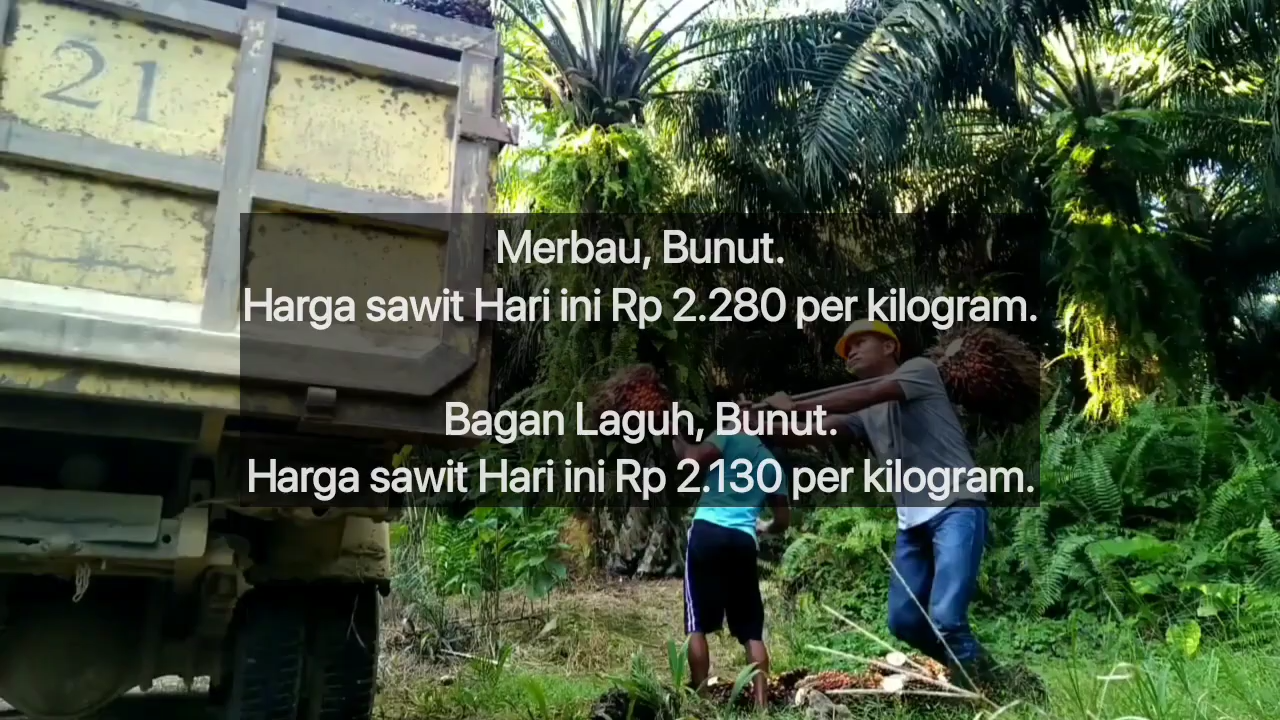 21
Merbau, Bunut.
Harga sawit Hari ini Rp 2.280 per kilogram.
Bagan Laguh, Bunut.
Harga sawit Hari ini Rp 2.130 per kilogram.